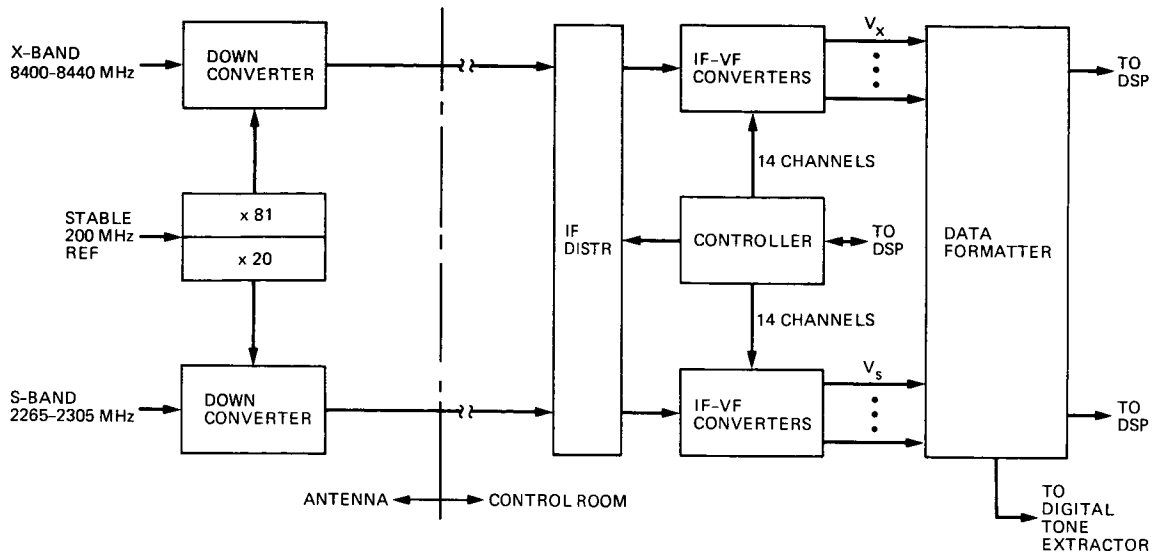 X-BAND
8400-8440 MHz
DOWN
CONVERTER
STABLE
200 MHz
REF
x 81
x 20
S-BAND
2265-2305 MHz
DOWN
CONVERTER
ANTENNA
CONTROL ROOM
IF
DISTR
IF-VF
CONVERTERS
14 CHANNELS
CONTROLLER
TO
DSP
14 CHANNELS
IF-VF
CONVERTERS
Vx
Vs
DATA
FORMATTER
TO
DSP
TO
DSP
TO
DIGITAL
TONE
EXTRACTOR